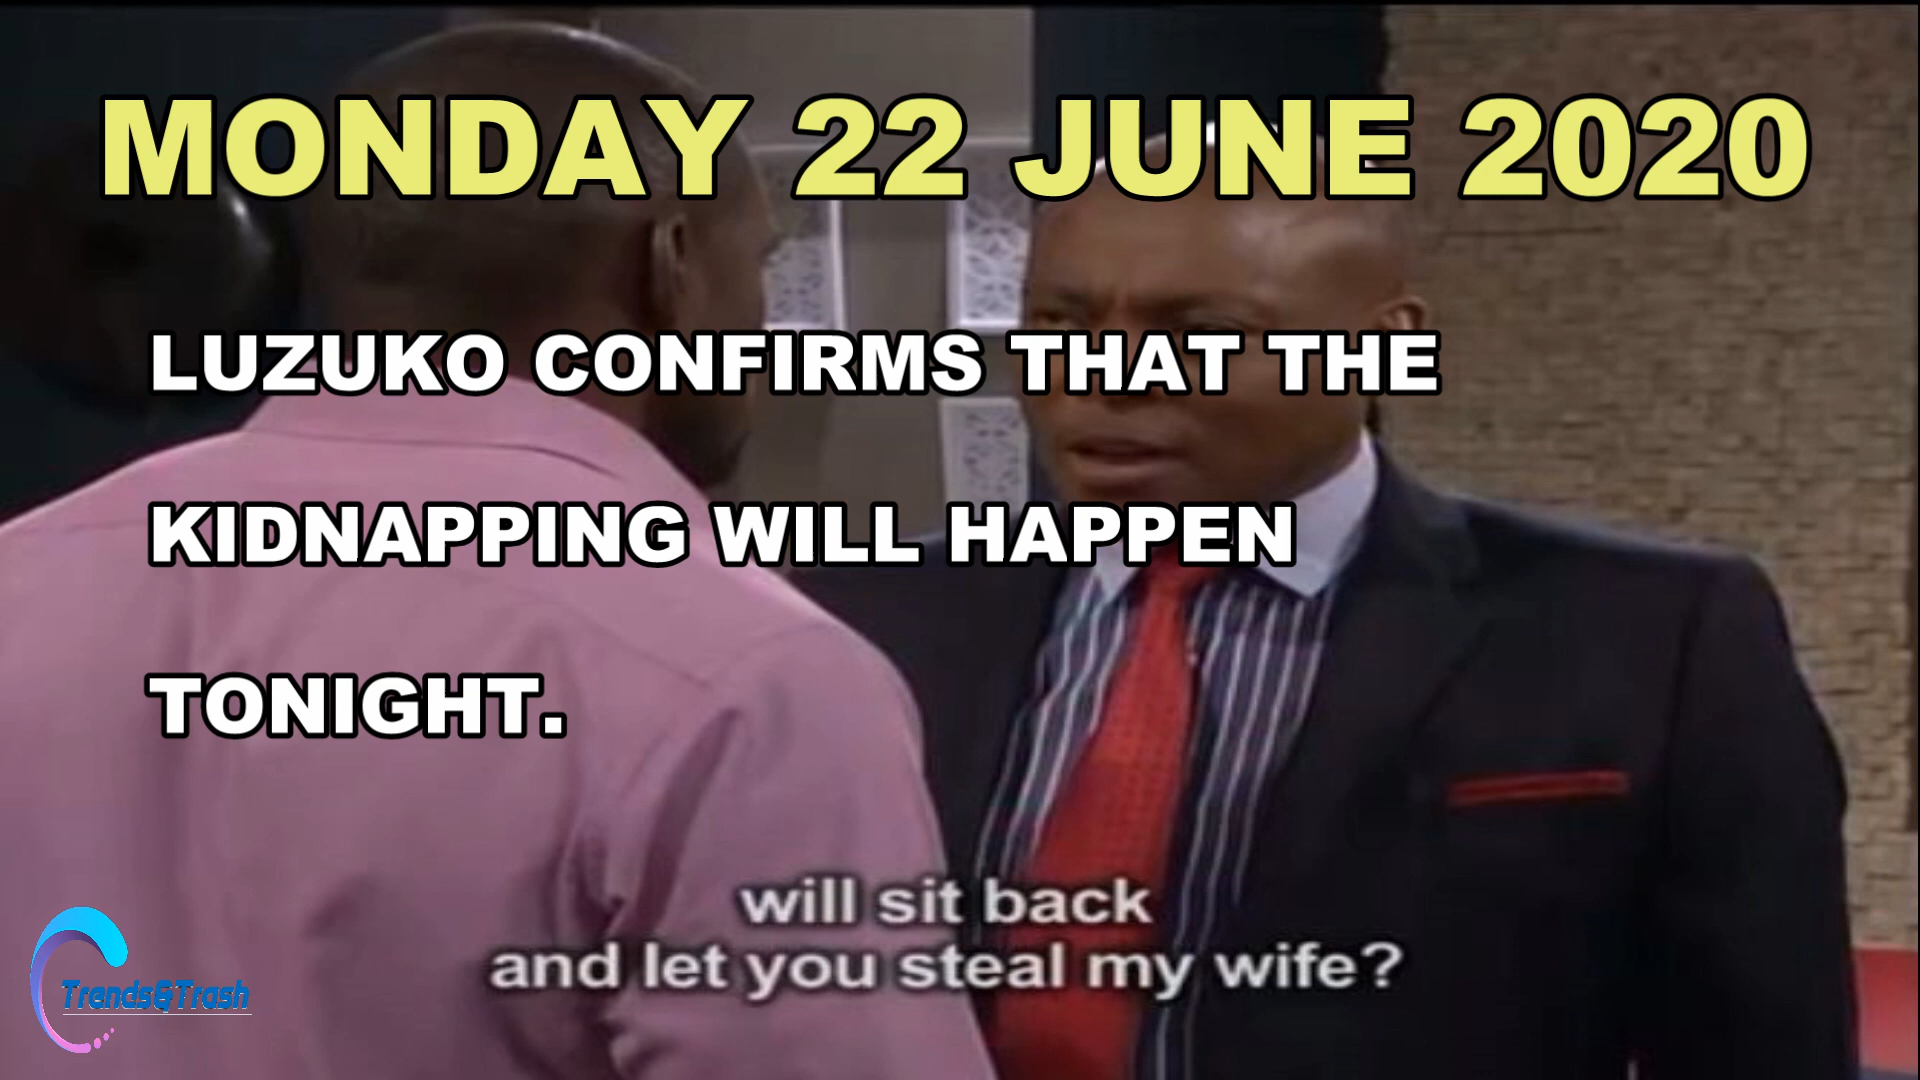 MONDAY 22 JUNE 2020
LUZUKO CONFIRMS THAT THE
KIDNAPPING WILL HAPPEN
TONIGHT.
will sit back
and let you steal my wife?
Trends&Trash